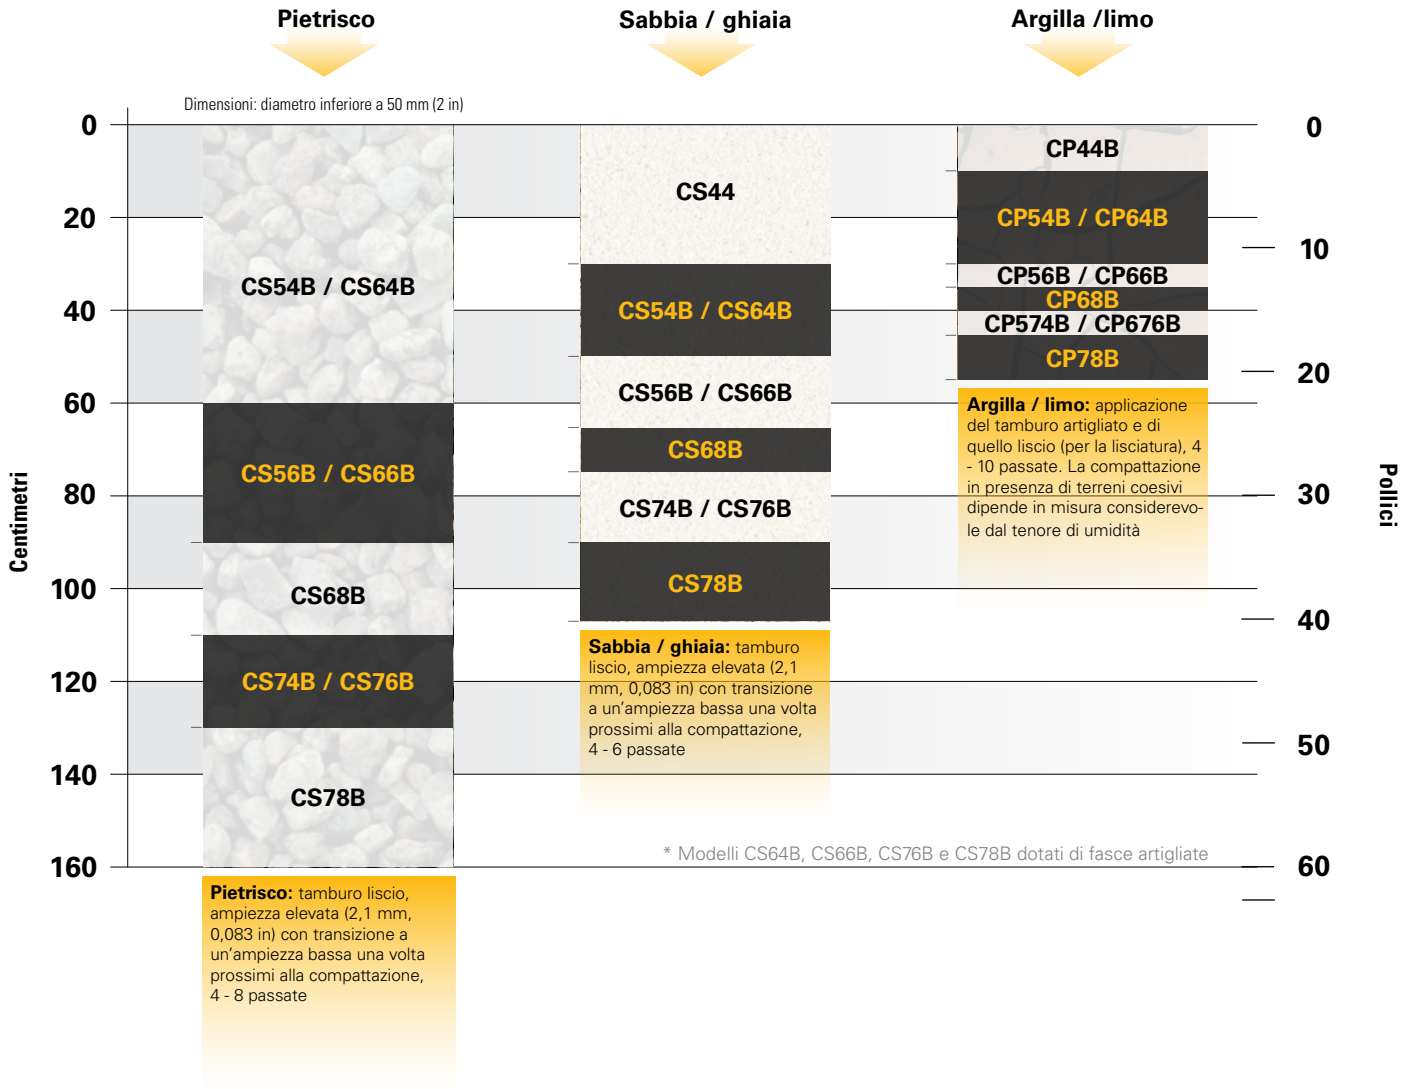 Pietrisco
Sabbia / ghiaia
Argilla /limo
Dimensioni: diametro inferiore a 50 mm (2 in)
Centimetri
0
20
40
60
80
100
120
140
160
CS54B / CS64B
CS56B / CS66B
CS68B
CS74B / CS76B
CS78B
Pietrisco: tamburo liscio,
ampiezza elevata (2,1 mm,
0,083 in) con transizione a
un'ampiezza bassa una volta
prossimi alla compattazione,
4 - 8 passate
CS44
CS54B / CS64B
CS56B / CS66B
CS68B
CS74B / CS76B
CS78B
Sabbia / ghiaia: tamburo
liscio, ampiezza elevata (2,1
mm, 0,083 in) con transizione
a un'ampiezza bassa una volta
prossimi alla compattazione,
4 - 6 passate
CP44B
CP54B / CP64B
CP56B / CP66B
CP68B
CP574B / CP676B
CP78B
Argilla / limo: applicazione
del tamburo artigliato e di
quello liscio (per la lisciatura), 4
- 10 passate. La compattazione
in presenza di terreni coesivi
dipende in misura considerevo-
le dal tenore di umidità
* Modelli CS64B, CS66B, CS76B e CS78B dotati di fasce artigliate
0
10
20
30
40
50
60
Pollici